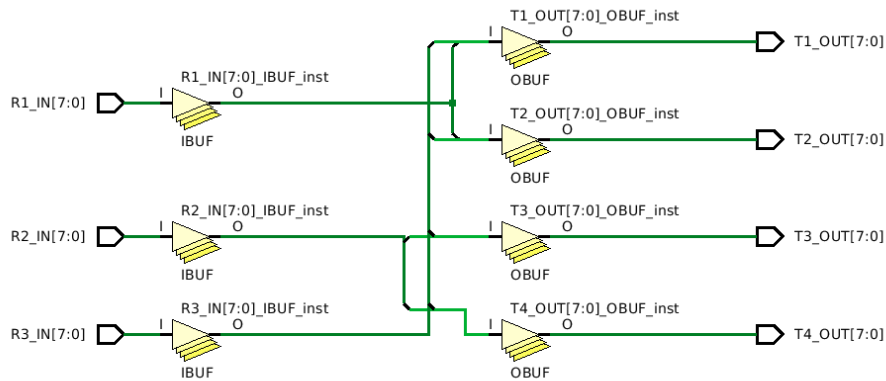 T1_OUT[7:0]_OBUF_inst
I
O
T1_OUT[7:0]
OBUF
R1_IN[7:0]_IBUF_inst
R1_IN[7:0]
I
O
IBUF
T2_OUT[7:0]_OBUF_inst
I
O
T2_OUT[7:0]
OBUF
R2_IN[7:0]_IBUF_inst
R2_IN[7:0]
I
O
IBUF
T3_OUT[7:0]_OBUF_inst
I
O
T3_OUT[7:0]
OBUF
R3_IN[7:0]_IBUF_inst
R3_IN[7:0]
I
O
IBUF
T4_OUT[7:0]_OBUF_inst
I
O
T4_OUT[7:0]
OBUF